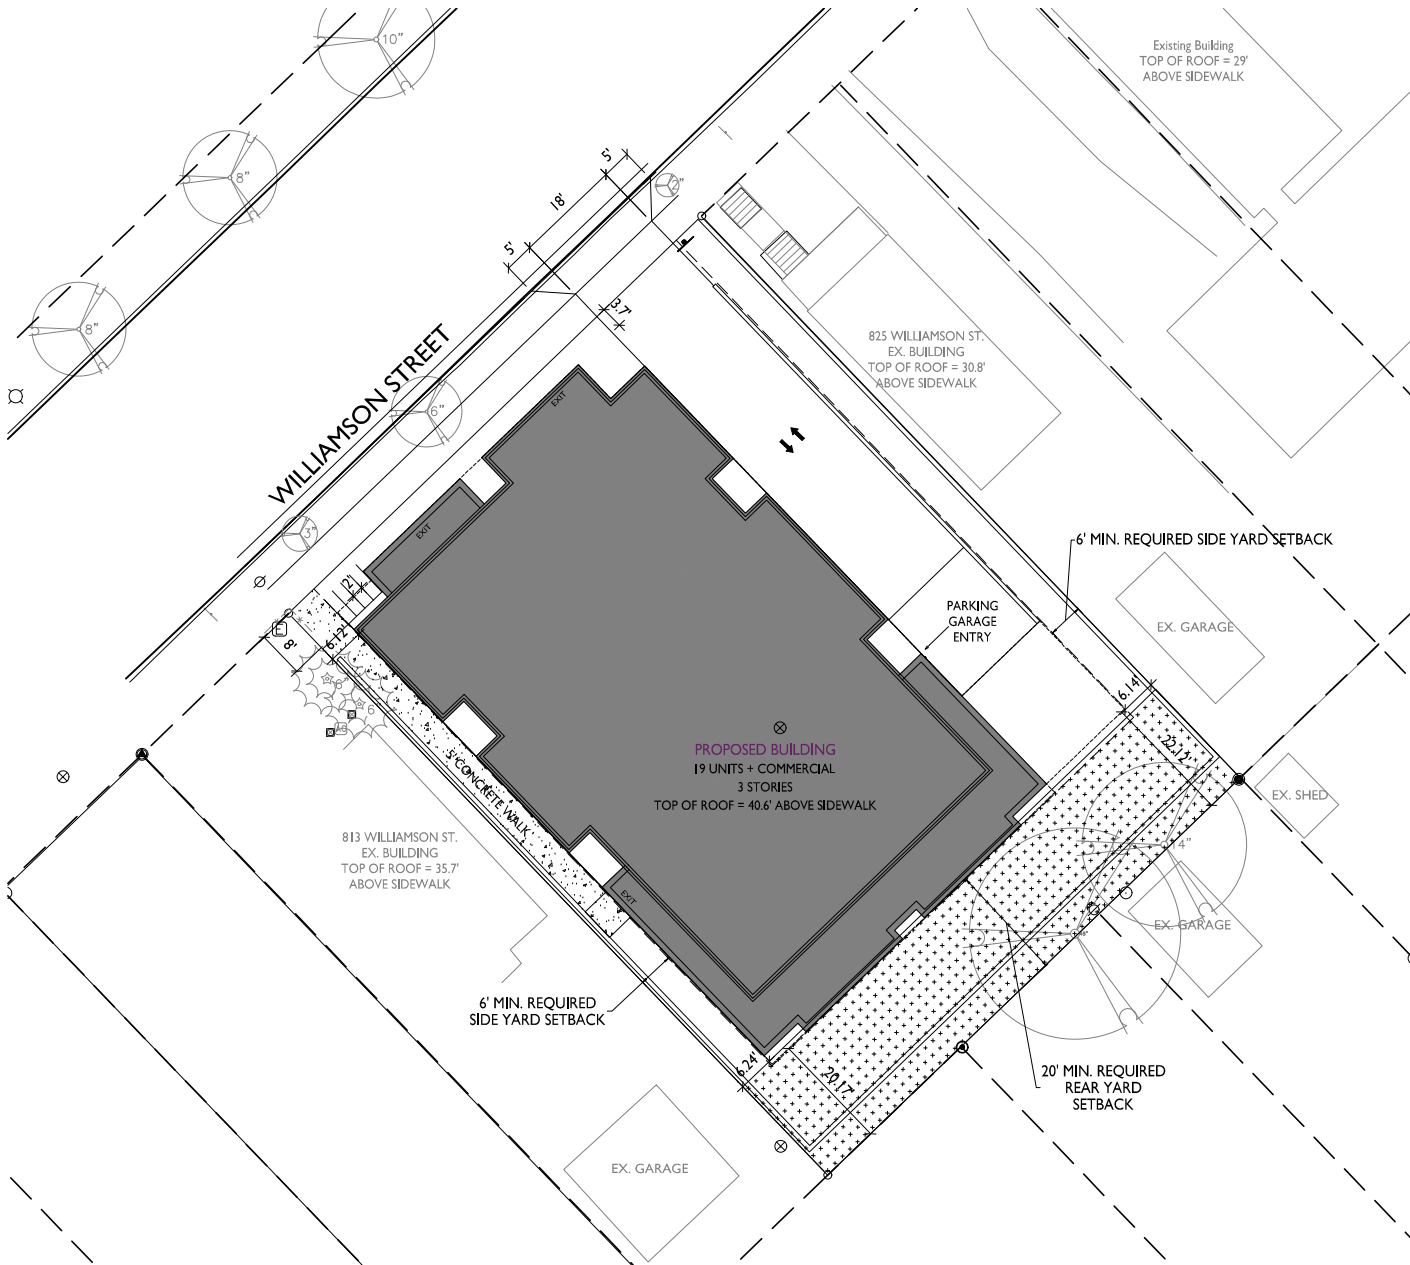 10"
Existing Building
TOP OF ROOF = 29'
ABOVE SIDEWALK
8"
5'
18'
5'
2"
3.7'
8"
825 WILLIAMSON ST.
EX. BUILDING
TOP OF ROOF = 30.8'
ABOVE SIDEWALK
WILLIAMSON STREET
6"
EXIT
EXIT
3"
6' MIN. REQUIRED SIDE YARD SETBACK
12'
6.12'
E
8'
PARKING
GARAGE
ENTRY
EX. GARAGE
6"
6
6.14'
22.12'
PROPOSED BUILDING
19 UNITS + COMMERCIAL
3 STORIES
TOP OF ROOF = 40.6' ABOVE SIDEWALK
5' CONCRETE WALK
EX. SHED
813 WILLIAMSON ST.
EX. BUILDING
TOP OF ROOF = 35.7'
ABOVE SIDEWALK
EXIT
EX. GARAGE
6' MIN. REQUIRED
SIDE YARD SETBACK
6.24'
20.17'
20' MIN. REQUIRED
REAR YARD
SETBACK
EX. GARAGE